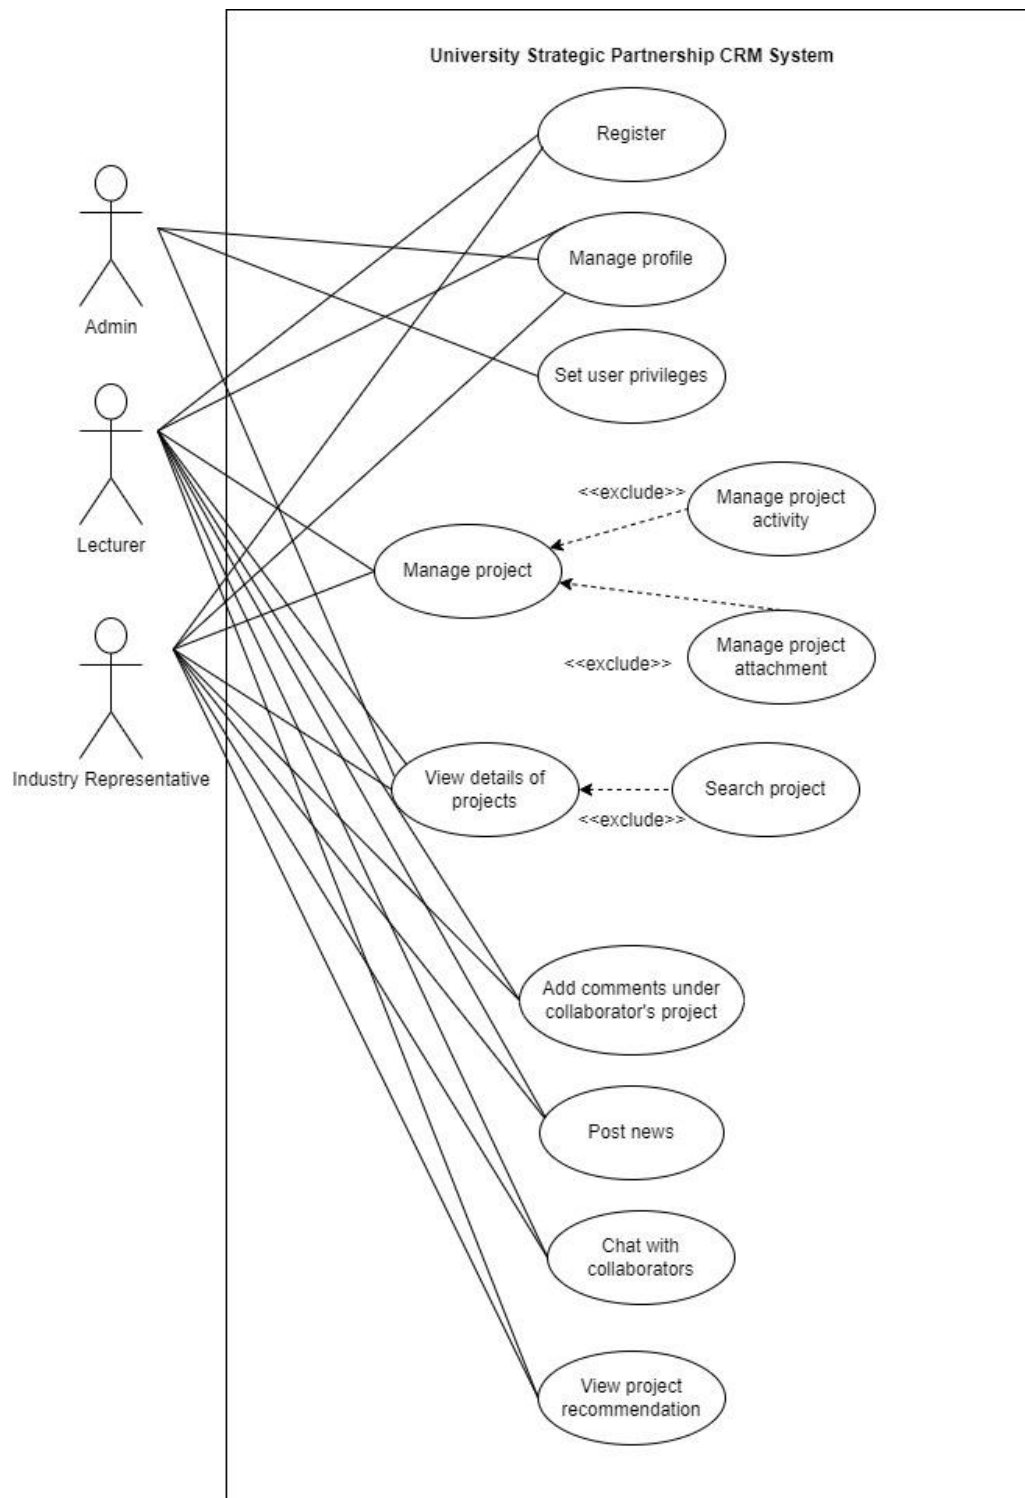 University Strategic Partnership CRM System
Register
Admin
Manage profile
Set user privileges
Lecturer
<<exclude>>
Manage project
activity
Manage project
<<exclude>>
Manage project
attachment
Industry Representative
View details of
projects
Search project
<<exclude>>
Add comments under
collaborator's project
Post news
Chat with
collaborators
View project
recommendation